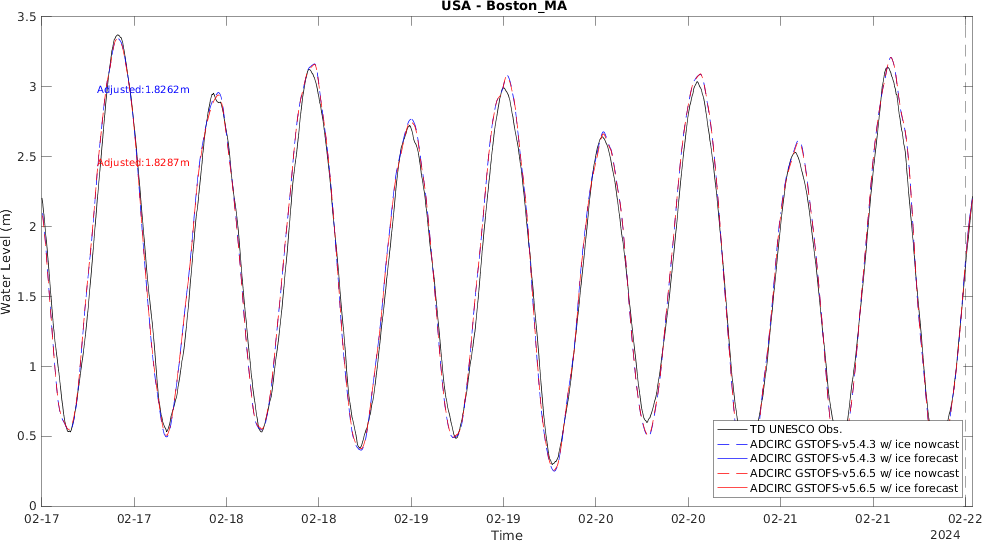 USA - Boston_MA
3.5
3
2.5
2
1.5
1
0.5
0
Water Level (m)
Adjusted:1.8262m
Adjusted:1.8287m
TD UNESCO Obs.
ADCIRC GSTOFS-v5.4.3 w/ ice nowcast
ADCIRC GSTOFS-v5.4.3 w/ ice forecast
ADCIRC GSTOFS-v5.6.5 w/ ice nowcast
ADCIRC GSTOFS-v5.6.5 w/ ice forecast
02-17 02-17 02-18 02-18 02-19 02-19 02-20 02-20 02-21 02-21 02-22
Time
2024